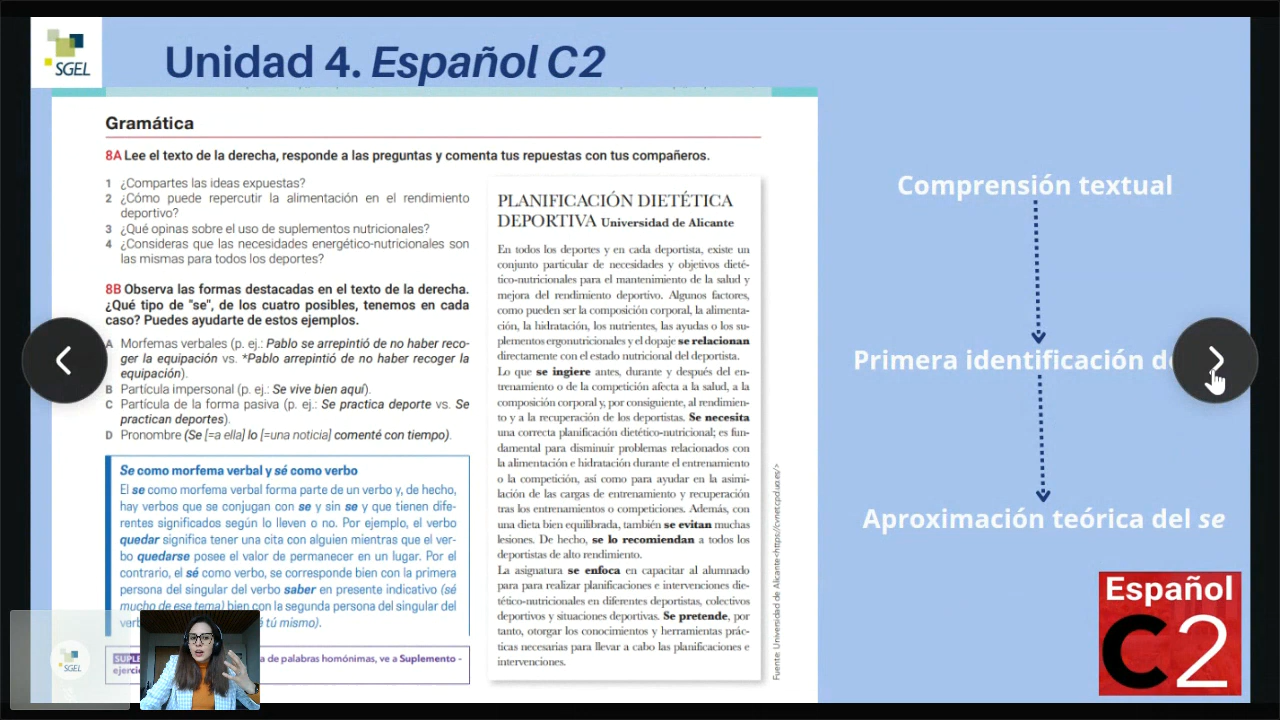 SGEL
Unidad 4. Español C2
Gramática
8A Lee el texto de la derecha, responde a las preguntas y comenta tus repuestas con tus compañeros.
1 ¿Compartes las ideas expuestas?
2 ¿Cómo puede repercutir la alimentación en el rendimiento
deportivo?
3 ¿Qué opinas sobre el uso de suplementos nutricionales?
4 ¿Consideras que las necesidades energético-nutricionales son
las mismas para todos los deportes?
8B Observa las formas destacadas en el texto de la derecha.
¿Qué tipo de "se", de los cuatro posibles, tenemos en cada
caso? Puedes ayudarte de estos ejemplos.
A Morfemas verbales (p. ej.: Pablo se arrepintió de no haber reco-
ger la equipación vs. *Pablo arrepintió de no haber recoger la
equipación).
B Partícula impersonal (p. ej.: Se vive bien aquí).
C Partícula de la forma pasiva (p. ej.: Se practica deporte vs. Se
practican deportes).
D Pronombre (Se [=a ella] lo [=una noticia] comenté con tiempo).
Se como morfema verbal y sé como verbo
El se como morfema verbal forma parte de un verbo y, de hecho,
hay verbos que se conjugan con se y sin se y que tienen dife-
rentes significados según lo lleven o no. Por ejemplo, el verbo
quedar significa tener una cita con alguien mientras que el ver-
bo quedarse posee el valor de permanecer en un lugar. Por el
contrario, el sé como verbo, se corresponde bien con la primera
persona del singular del verbo saber en presente indicativo (sé
mucho de ese tema) bien con la segunda persona del singular del
é tú mismo).
a de palabras homónimas, ve a Suplemento -
SGEL
PLANIFICACIÓN DIETÉTICA
DEPORTIVA Universidad de Alicante
En todos los deportes y en cada deportista, existe un
conjunto particular de necesidades y objetivos dieté-
tico-nutricionales para el mantenimiento de la salud y
mejora del rendimiento deportivo. Algunos factores,
como pueden ser la composición corporal, la alimenta-
ción, la hidratación, los nutrientes, las ayudas o los su-
plementos ergonutricionales y el dopaje se relacionan
directamente con el estado nutricional del deportista.
Lo que se ingiere antes, durante y después del en-
trenamiento o de la competición afecta a la salud, a la
composición corporal y, por consiguiente, al rendimien-
to y a la recuperación de los deportistas. Se necesita
una correcta planificación dietético-nutricional; es fun-
damental para disminuir problemas relacionados con
la alimentación e hidratación durante el entrenamiento
o la competición, así como para ayudar en la asimi-
lación de las cargas de entrenamiento y recuperación
tras los entrenamientos o competiciones. Además, con
una dieta bien equilibrada, también se evitan muchas
lesiones. De hecho, se lo recomiendan a todos los
deportistas de alto rendimiento.
La asignatura se enfoca en capacitar al alumnado
para para realizar planificaciones e intervenciones die-
tético-nutricionales en diferentes deportistas, colectivos
deportivos y situaciones deportivas. Se pretende, por
tanto, otorgar los conocimientos y herramientas prác-
ticas necesarias para llevar a cabo las planificaciones e
intervenciones.
Fuente: Universidad de Alicante<https://cvnet.cpd.ua.es/>
Comprensión textual
Primera identificación
Aproximación teórica del se
Español
C2